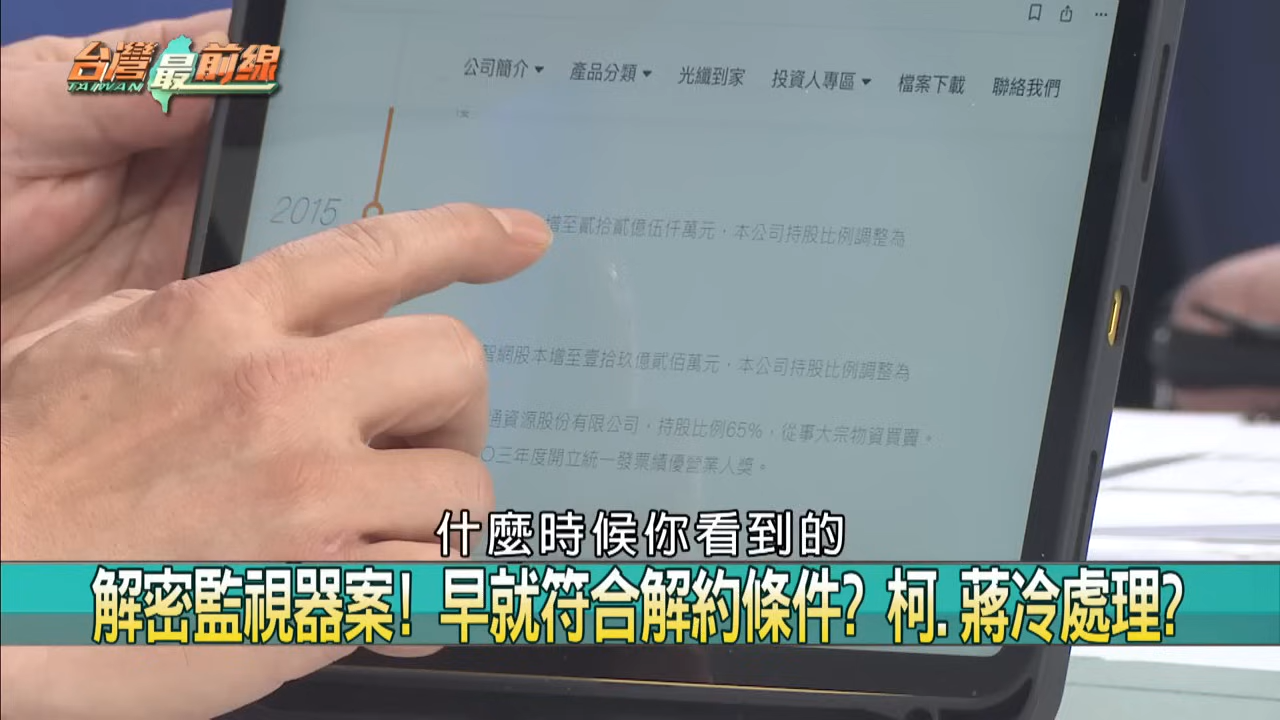 台灣最前線
TAIWAN
公司簡介 產品分類 光纖到家 投資人專區 檔案下載 聯絡我們
2015
增至貳拾貳億伍仟萬元，本公司持股比例調整為
智網股本增至壹拾玖億貳佰萬元，本公司持股比例調整為
通資源股份有限公司，持股比例65%，從事大宗物資買賣。
〇三年度開立統一發票績優營業人獎。
什麼時候你看到的
解密監視器案! 早就符合解約條件? 柯.蔣冷處理?